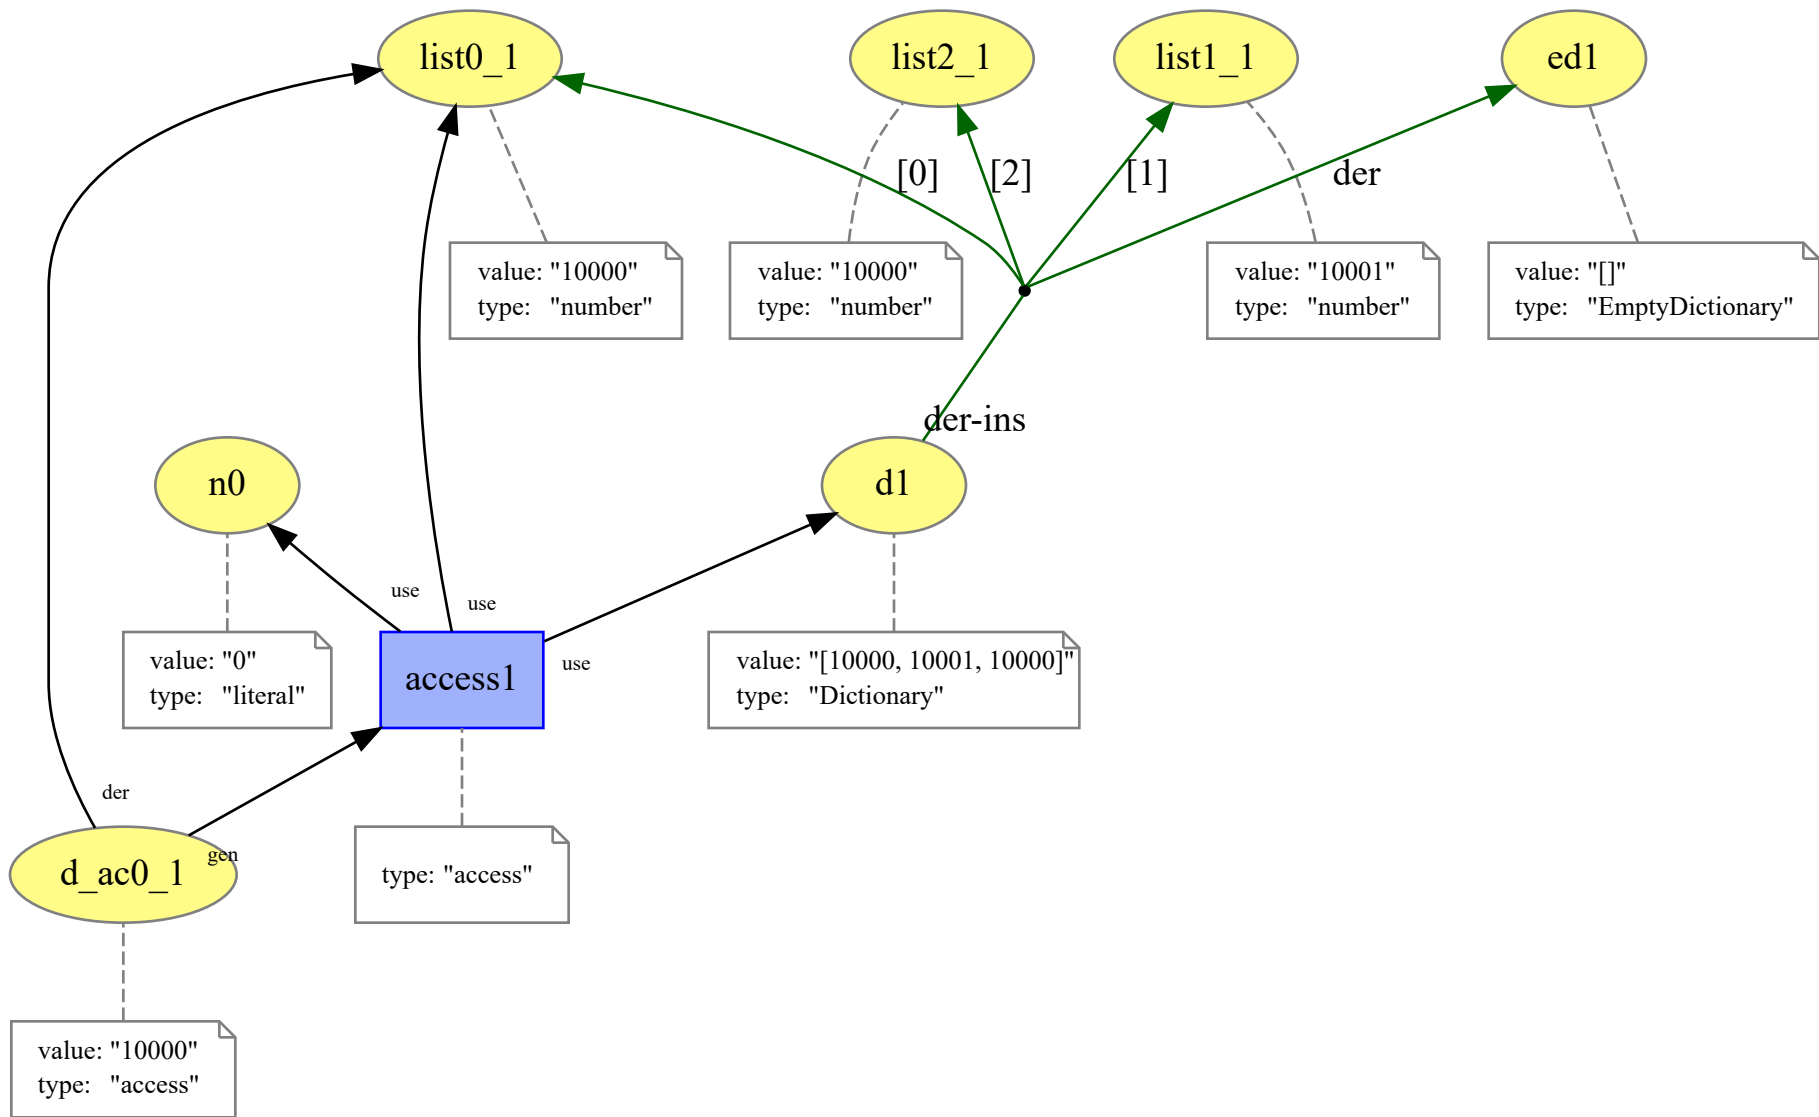 list0_1
list2_1
list1_1
ed1
[0]
[2]
[1]
der
value: "10000"
type: "number"
value: "10000"
type: "number"
value: "10001"
type: "number"
value: "[]"
type: "EmptyDictionary"
der-ins
n0
d1
use
use
use
value: "0"
type: "literal"
access1
value: "[10000, 10001, 10000]"
type: "Dictionary"
der
gen
d_ac0_1
type: "access"
value: "10000"
type: "access"